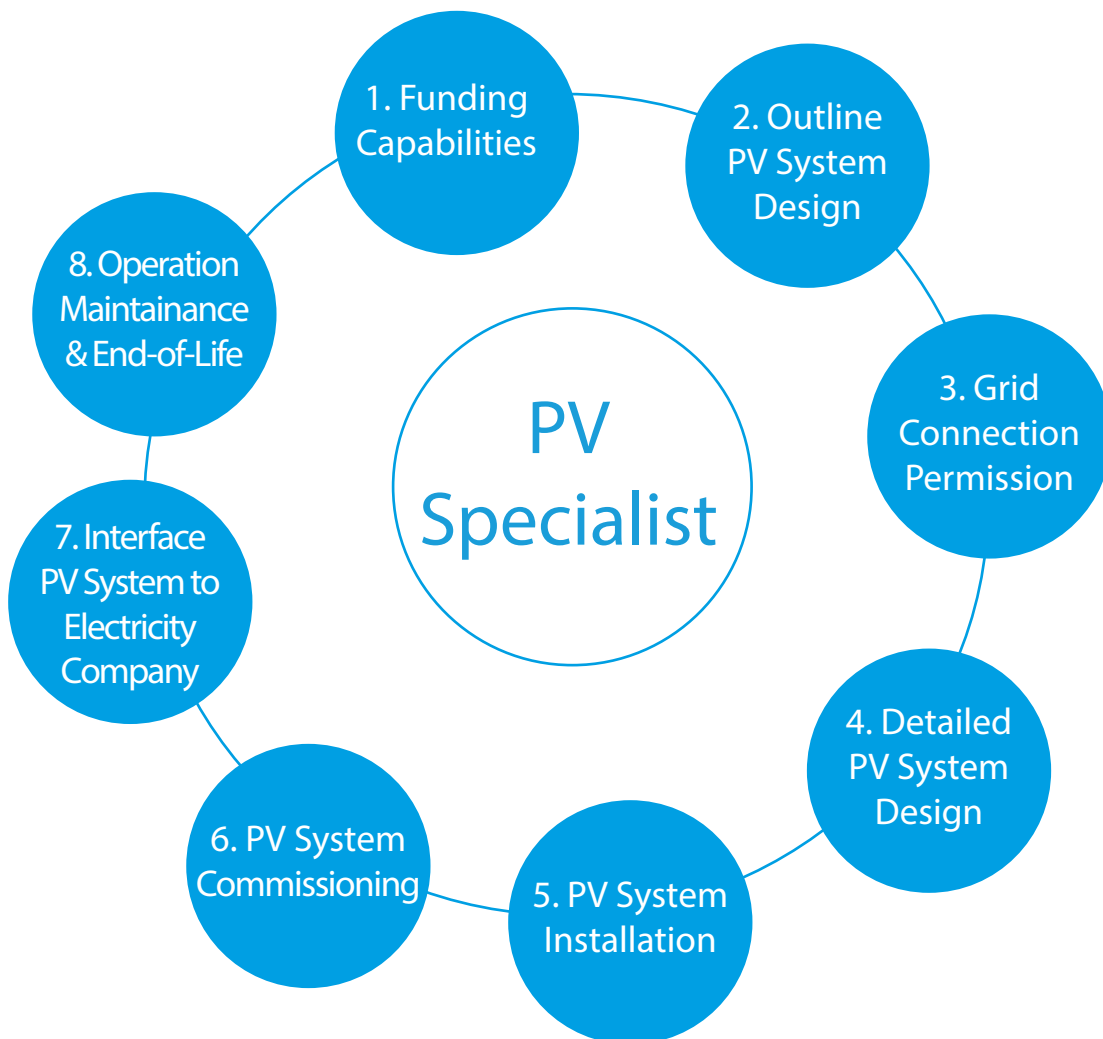 1. Funding
Capabilities
2. Outline
PV System
Design
3. Grid
Connection
Permission
4. Detailed
PV System
Design
5. PV System
Installation
6. PV System
Commissioning
7. Interface
PV System to
Electricity
Company
8. Operation
Maintainance
& End-of-Life
PV
Specialist